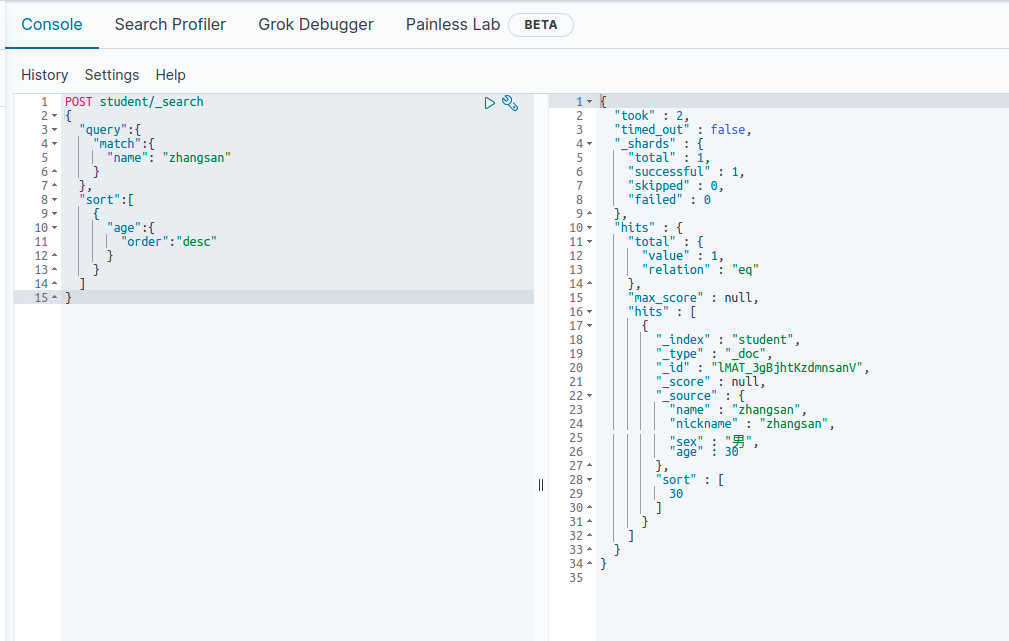 Console Search Profiler Grok Debugger Painless Lab BETA
History Settings Help
1 POST student/_search
2 {
3 "query":{
4 "match":{
5 "name": "zhangsan"
6 }
7 },
8 "sort":[
9 {
10 "age":{
11 "order":"desc"
12 }
13 }
14 ]
15 }
1 {
2 "took" : 2,
3 "timed_out" : false,
4 "_shards" : {
5 "total" : 1,
6 "successful" : 1,
7 "skipped" : 0,
8 "failed" : 0
9 },
10 "hits" : {
11 "total" : {
12 "value" : 1,
13 "relation" : "eq"
14 },
15 "max_score" : null,
16 "hits" : [
17 {
18 "_index" : "student",
19 "_type" : "_doc",
20 "_id" : "lMAT_3gBjhtKzdmnsanV",
21 "_score" : null,
22 "_source" : {
23 "name" : "zhangsan",
24 "nickname" : "zhangsan",
25 "sex" : "男",
26 "age" : 30
27 },
28 "sort" : [
29 30
30 ]
31 }
32 ]
33 }
34 }
35